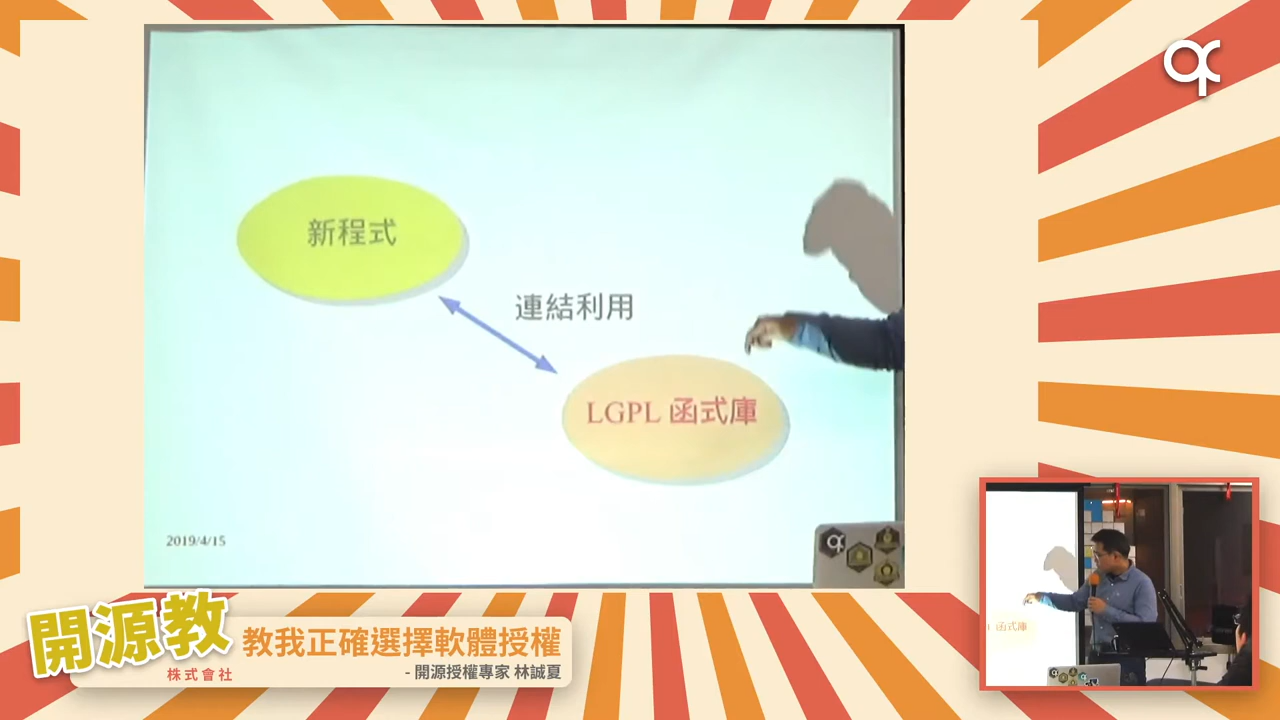 新程式
連結利用
LGPL 函式庫
2019/4/15
函式庫
開源教
株式會社
教我正確選擇軟體授權
- 開源授權專家 林誠夏